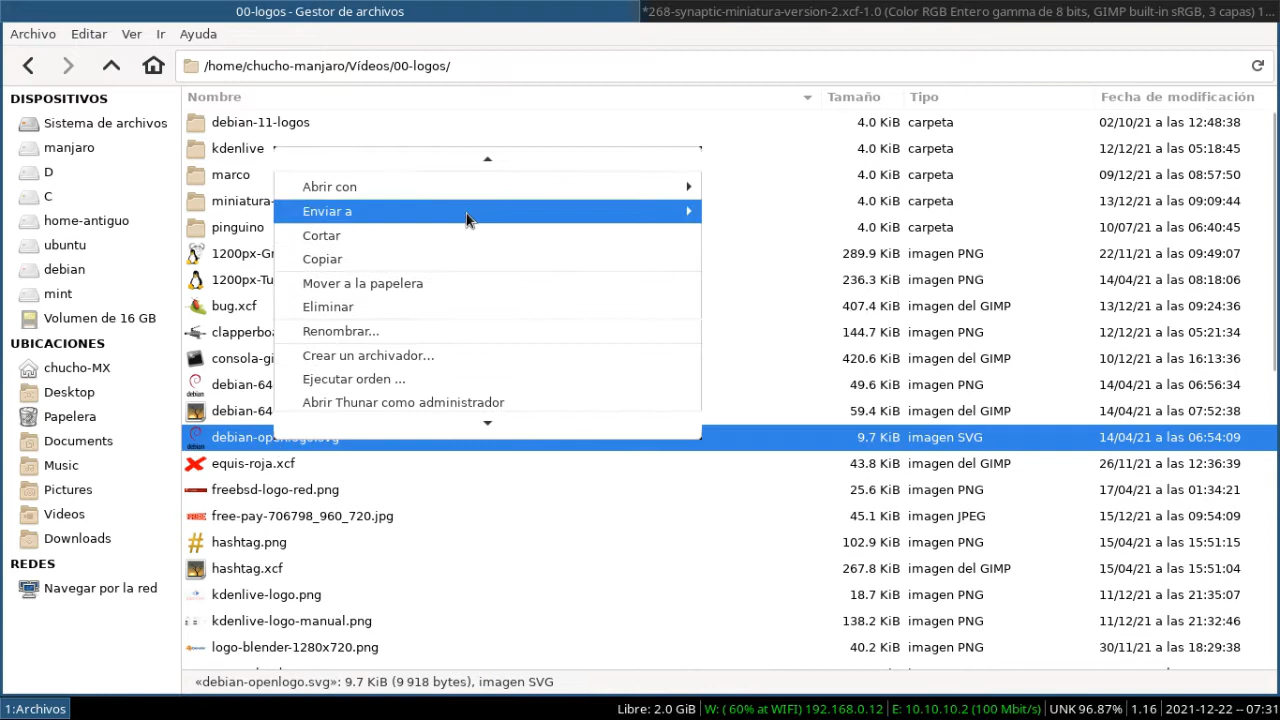 00-logos - Gestor de archivos
*268-synaptic-miniatura-version-2.xcf-1.0 (Color RGB Entero gamma de 8 bits, GIMP built-in sRGB, 3 capas) 1...
Archivo Editar Ver Ir Ayuda
/home/chucho-manjaro/Vídeos/00-logos/
DISPOSITIVOS
Sistema de archivos
manjaro
D
C
home-antiguo
ubuntu
debian
mint
Volumen de 16 GB
UBICACIONES
chucho-MX
Desktop
Papelera
Documents
Music
Pictures
Videos
Downloads
REDES
Navegar por la red
Nombre Tamaño Tipo Fecha de modificación
debian-11-logos 4.0 KiB carpeta 02/10/21 a las 12:48:38
kdenlive 4.0 KiB carpeta 12/12/21 a las 05:18:45
marco 4.0 KiB carpeta 09/12/21 a las 08:57:50
miniatura- 4.0 KiB carpeta 13/12/21 a las 09:09:44
pinguino 4.0 KiB carpeta 10/07/21 a las 06:40:45
1200px-Gr 289.9 KiB imagen PNG 22/11/21 a las 09:49:07
1200px-Tu 236.3 KiB imagen PNG 14/04/21 a las 08:18:06
bug.xcf 407.4 KiB imagen del GIMP 13/12/21 a las 09:24:36
clapperboa 144.7 KiB imagen PNG 12/12/21 a las 05:21:34
consola-gi 420.6 KiB imagen del GIMP 10/12/21 a las 16:13:36
debian-64 49.6 KiB imagen PNG 14/04/21 a las 06:56:34
debian-64 59.4 KiB imagen del GIMP 14/04/21 a las 07:52:38
debian-openlogo.svg 9.7 KiB imagen SVG 14/04/21 a las 06:54:09
equis-roja.xcf 43.8 KiB imagen del GIMP 26/11/21 a las 12:36:39
freebsd-logo-red.png 25.6 KiB imagen PNG 17/04/21 a las 01:34:21
free-pay-706798_960_720.jpg 45.1 KiB imagen JPEG 15/12/21 a las 09:54:09
hashtag.png 102.9 KiB imagen PNG 15/04/21 a las 15:51:15
hashtag.xcf 267.8 KiB imagen del GIMP 15/04/21 a las 15:51:04
kdenlive-logo.png 18.7 KiB imagen PNG 11/12/21 a las 21:35:07
kdenlive-logo-manual.png 138.2 KiB imagen PNG 11/12/21 a las 21:32:46
logo-blender-1280x720.png 40.2 KiB imagen PNG 30/11/21 a las 18:29:38
Abrir con
Enviar a
Cortar
Copiar
Mover a la papelera
Eliminar
Renombrar...
Crear un archivador...
Ejecutar orden ...
Abrir Thunar como administrador
«debian-openlogo.svg»: 9.7 KiB (9 918 bytes), imagen SVG
1:Archivos
Libre: 2.0 GiB W: ( 60% at WIFI) 192.168.0.12 E: 10.10.10.2 (100 Mbit/s) UNK 96.87% 1.16 2021-12-22 -- 07:31